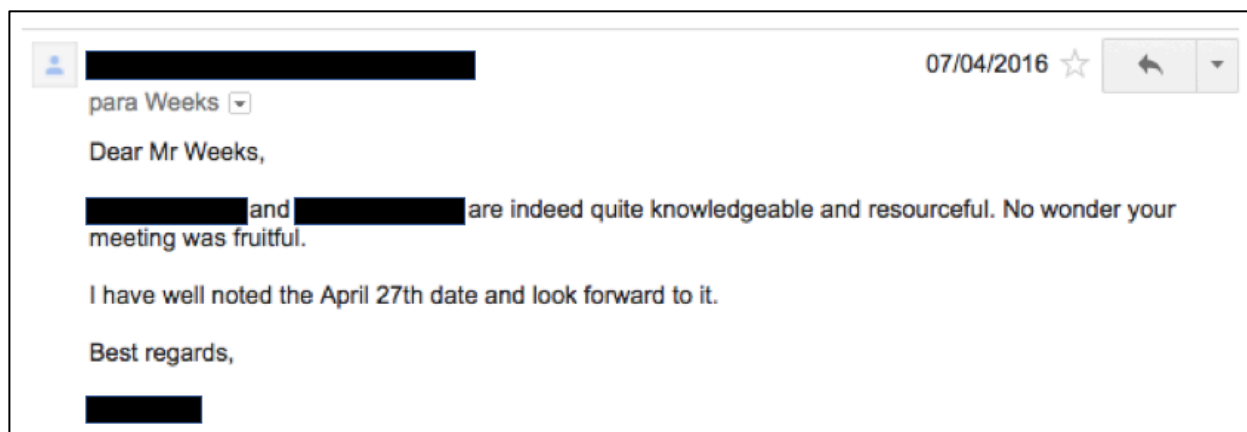 07/04/2016
para Weeks
Dear Mr Weeks,
and are indeed quite knowledgeable and resourceful. No wonder your
meeting was fruitful.
I have well noted the April 27th date and look forward to it.
Best regards,